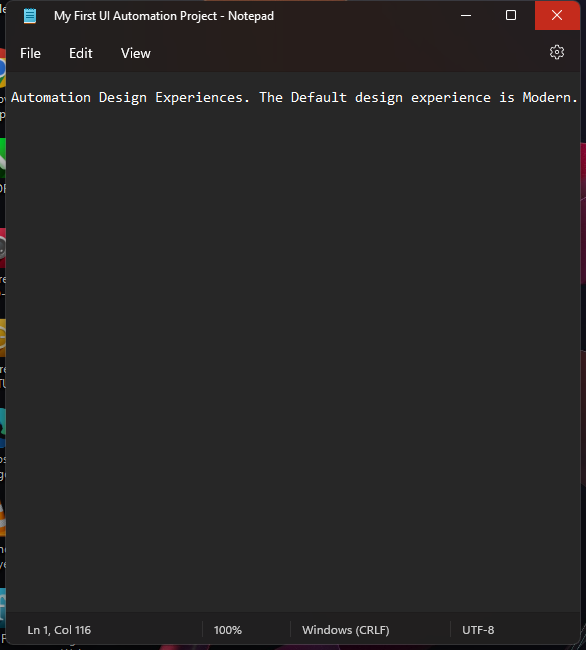 My First UI Automation Project - Notepad
File Edit View
Automation Design Experiences. The Default design experience is Modern.
Ln 1, Col 116 100% Windows (CRLF) UTF-8